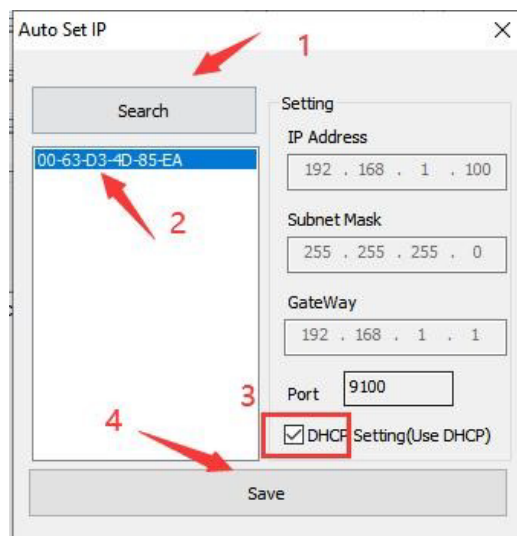 Auto Set IP
1
Search
Setting
IP Address
00-63-D3-4D-85-EA
192 . 168 . 1 . 100
2
Subnet Mask
255 . 255 . 255 . 0
GateWay
192 . 168 . 1 . 1
Port 9100
3
4
DHCP Setting(Use DHCP)
Save